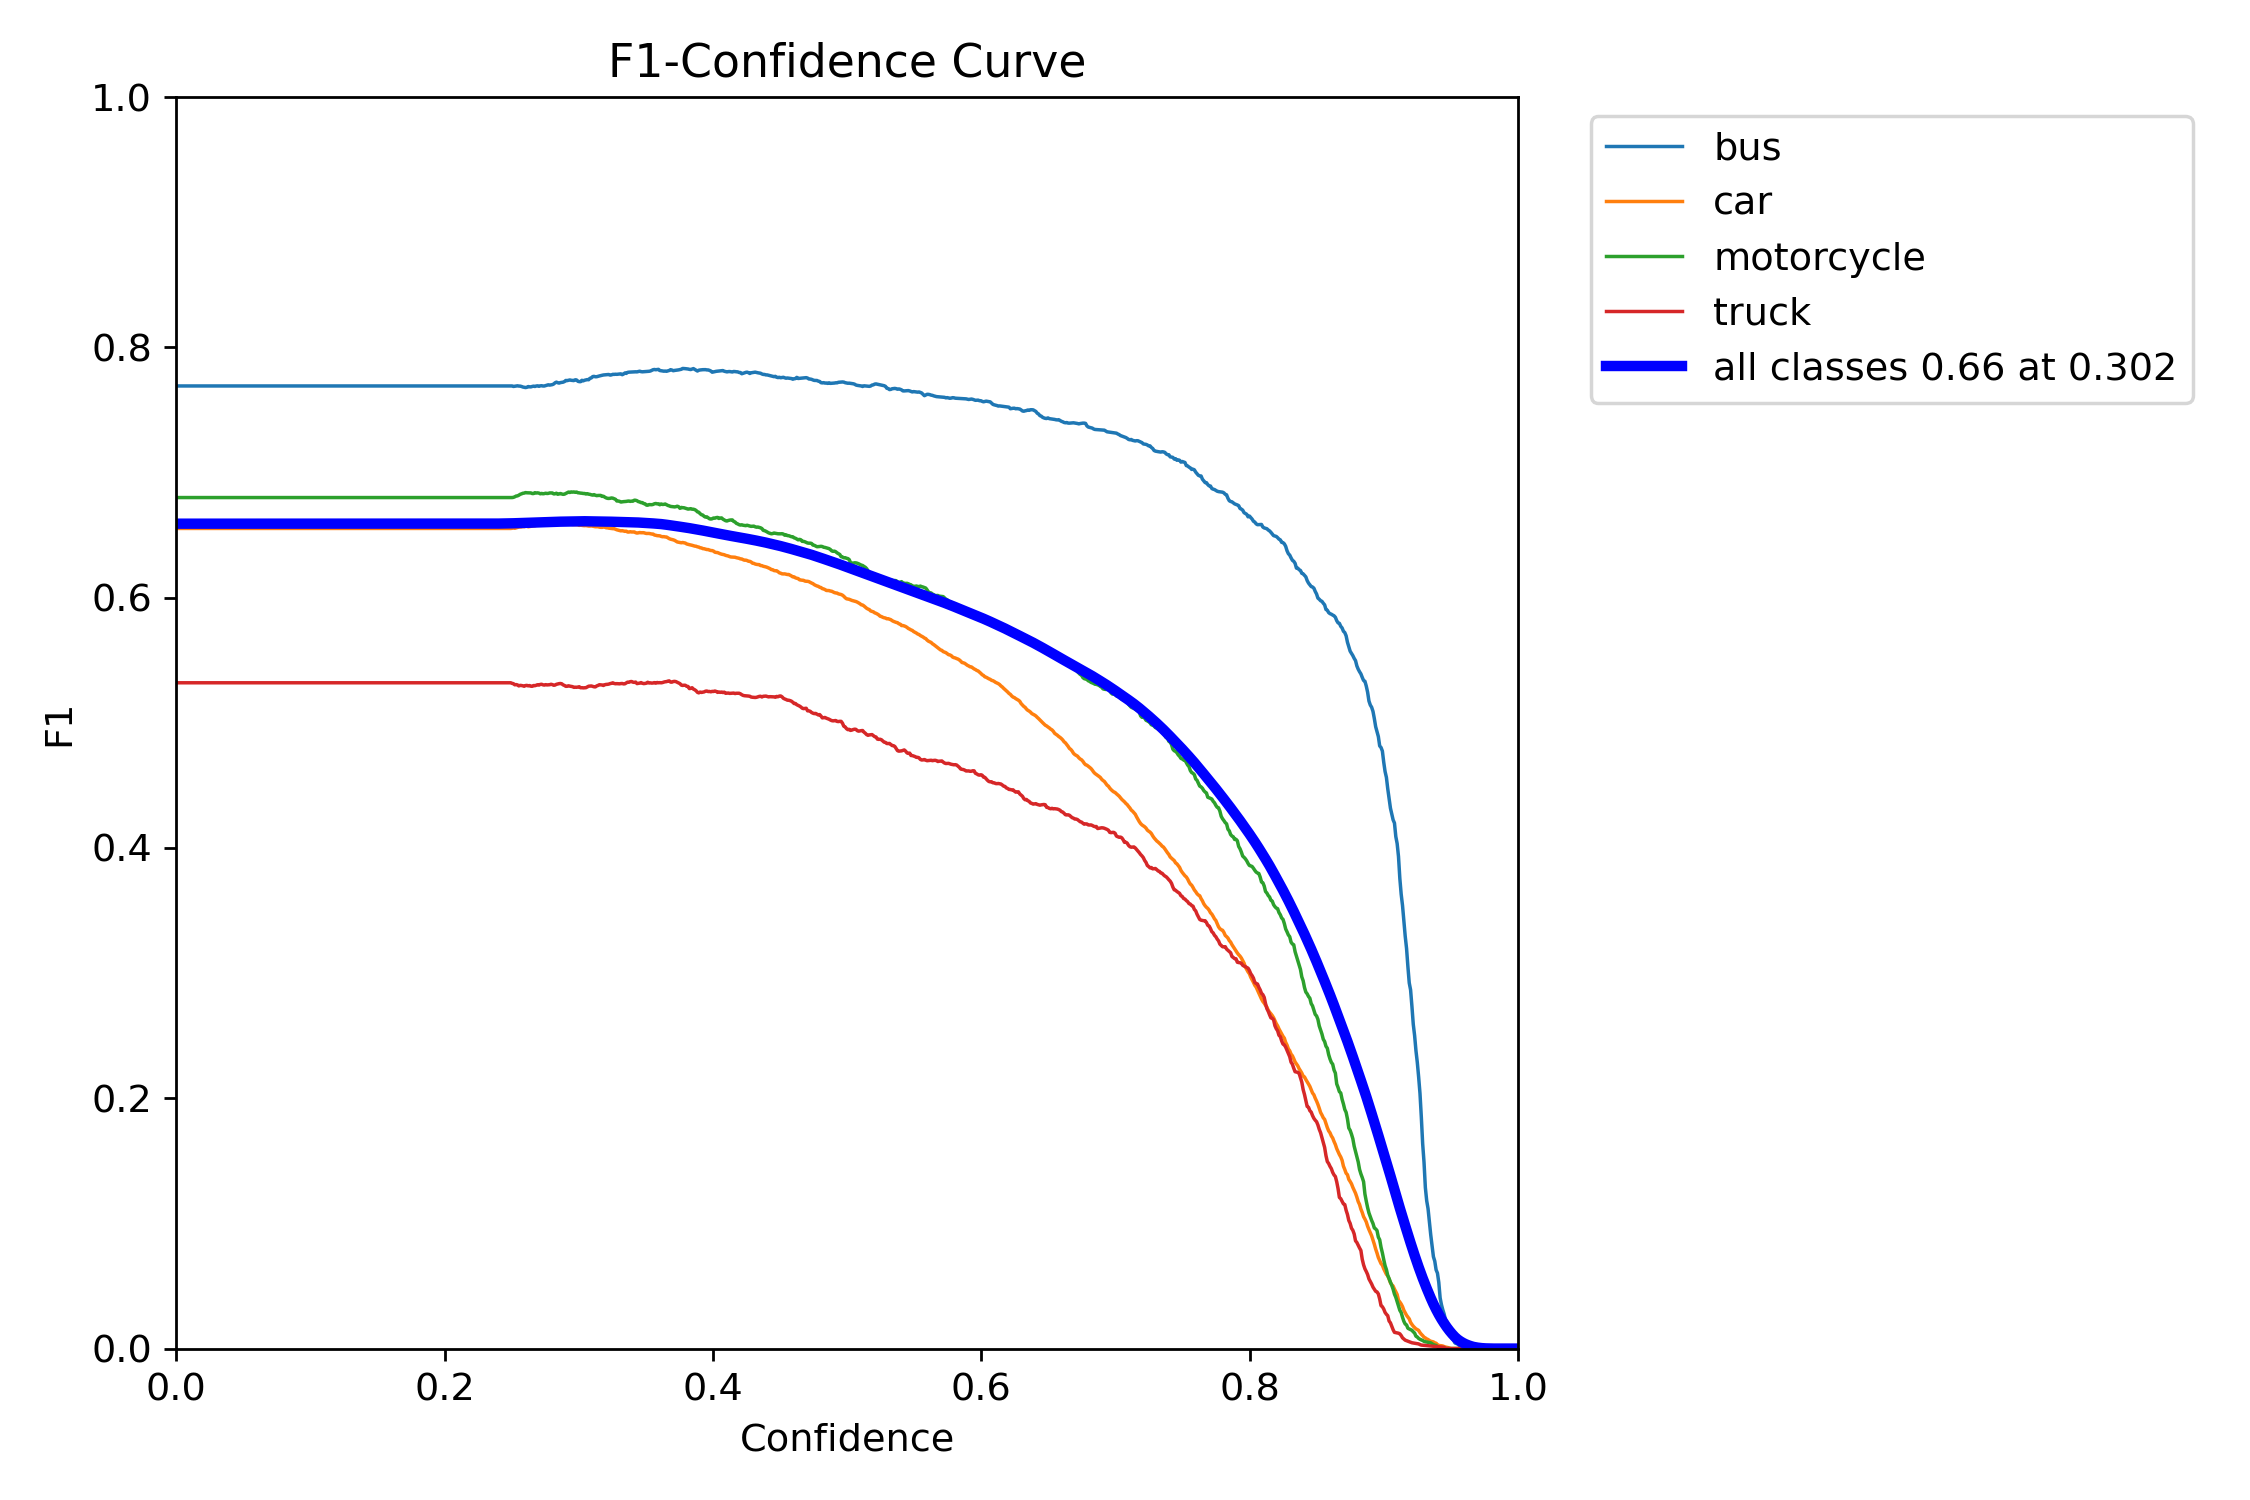 F1-Confidence Curve
1.0
0.8
0.6
0.4
0.2
0.0
F1
0.0 0.2 0.4 0.6 0.8 1.0
Confidence
bus
car
motorcycle
truck
all classes 0.66 at 0.302